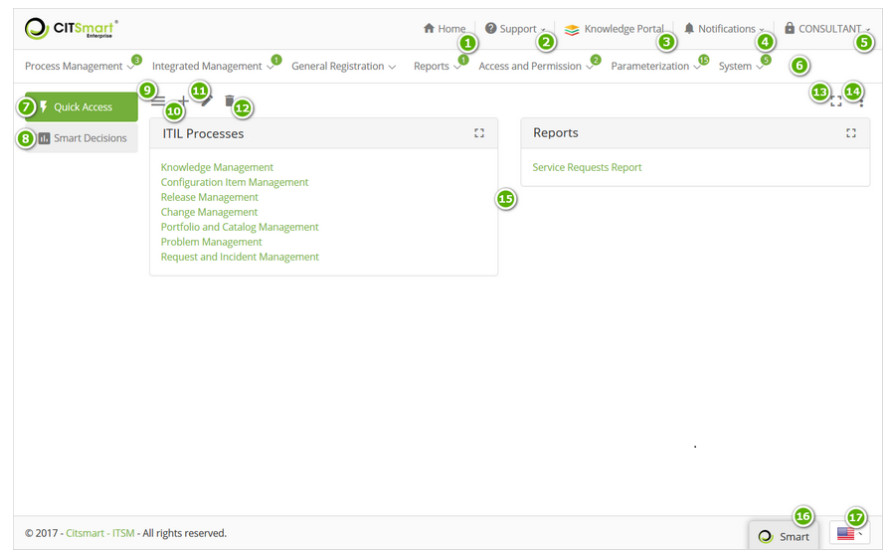 CITSmart
Enterprise
Home
1
Support
2
Knowledge Portal
3
Notifications
4
CONSULTANT
5
Process Management 3
Integrated Management 1
General Registration
Reports 1
Access and Permission 2
Parameterization 15
System 5
6
7 Quick Access
8 Smart Decisions
9
10
11
12
13
14
ITIL Processes
Knowledge Management
Configuration Item Management
Release Management
Change Management
Portfolio and Catalog Management
Problem Management
Request and Incident Management
15
Reports
Service Requests Report
© 2017 - Citsmart - ITSM - All rights reserved.
16
Smart
17